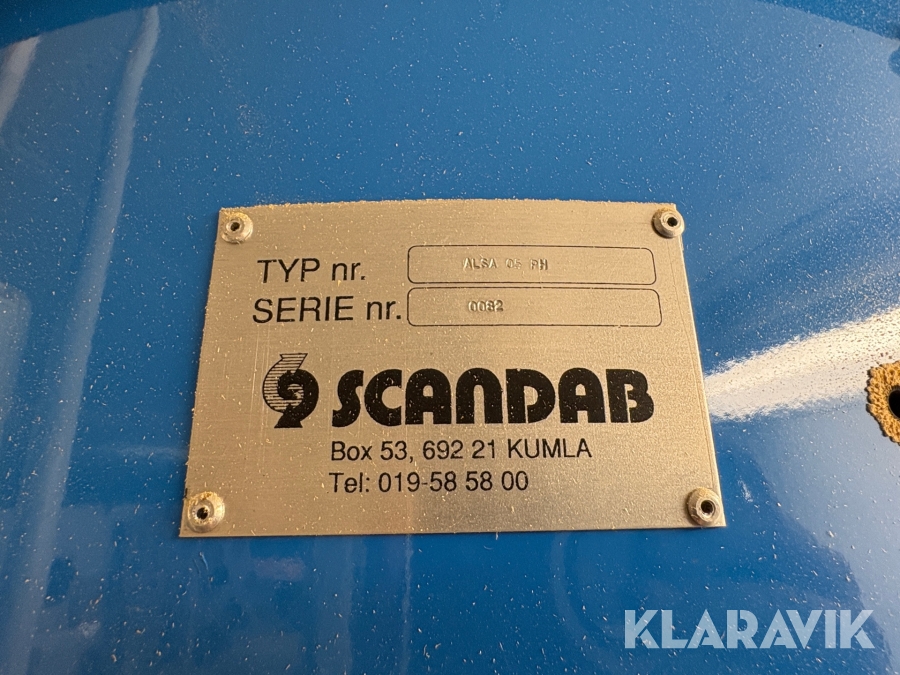 TYP nr. ALSA 05 PH
SERIE nr. 0082
SCANDAB
Box 53, 692 21 KUMLA
Tel: 019-58 58 00
KLARAVIK